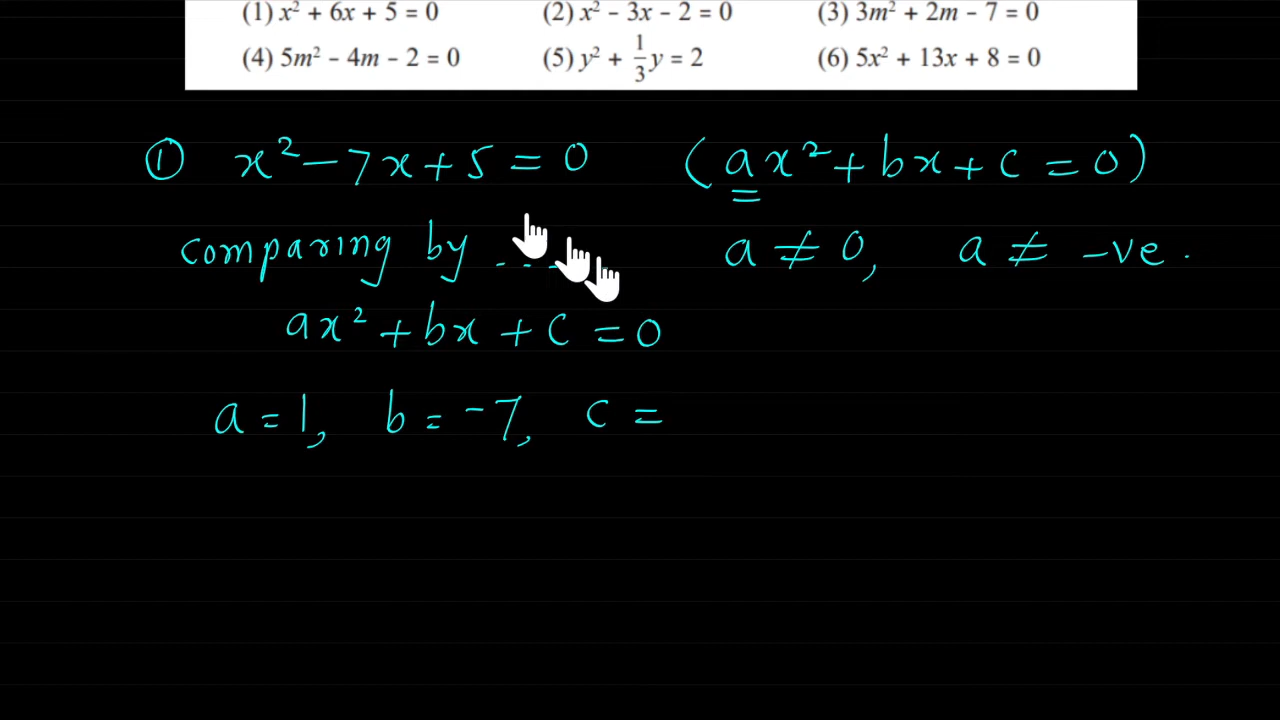 (1) x² + 6x + 5 = 0 (2) x² - 3x - 2 = 0 (3) 3m² + 2m - 7 = 0
(4) 5m² - 4m - 2 = 0 (5) y² + 1/3 y = 2 (6) 5x² + 13x + 8 = 0
① x² - 7x + 5 = 0 (ax² + bx + c = 0)
comparing by ... a ≠ 0, a ≠ -ve.
ax² + bx + c = 0
a = 1, b = -7, c =